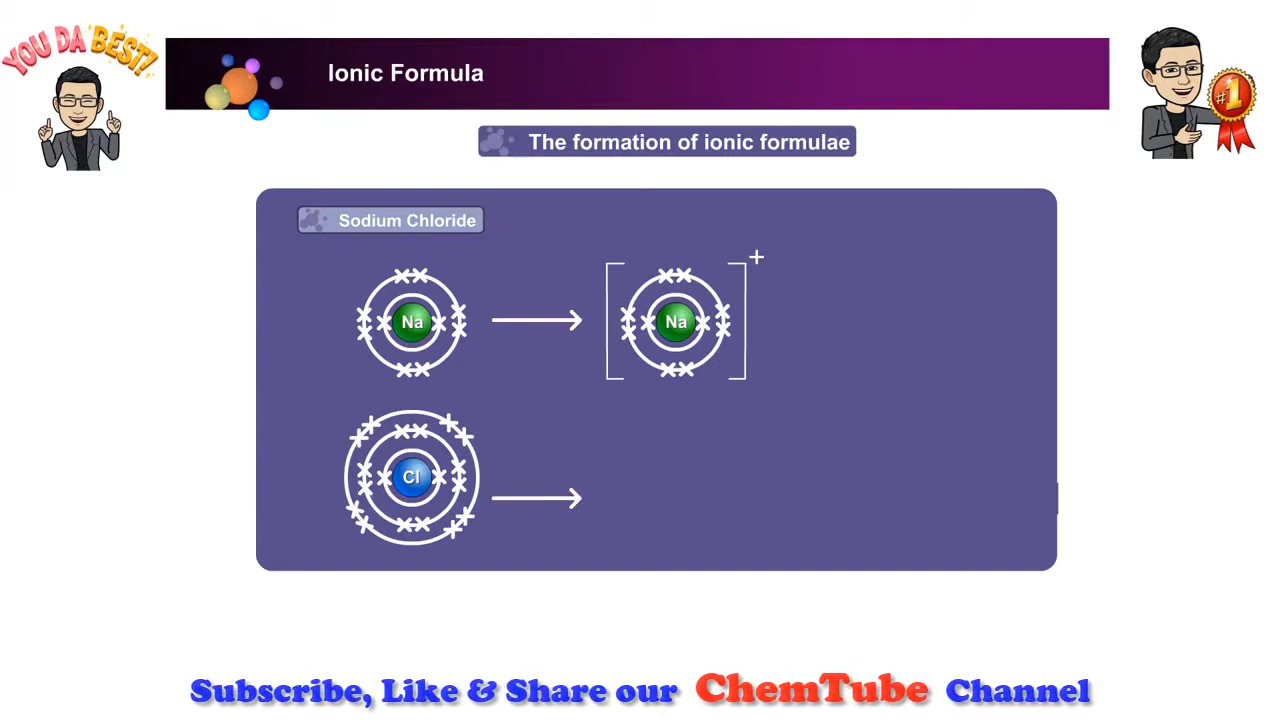 YOU DA BEST!
Ionic Formula
#1
The formation of ionic formulae
Sodium Chloride
Na
Na
+
Cl
Subscribe, Like & Share our ChemTube Channel